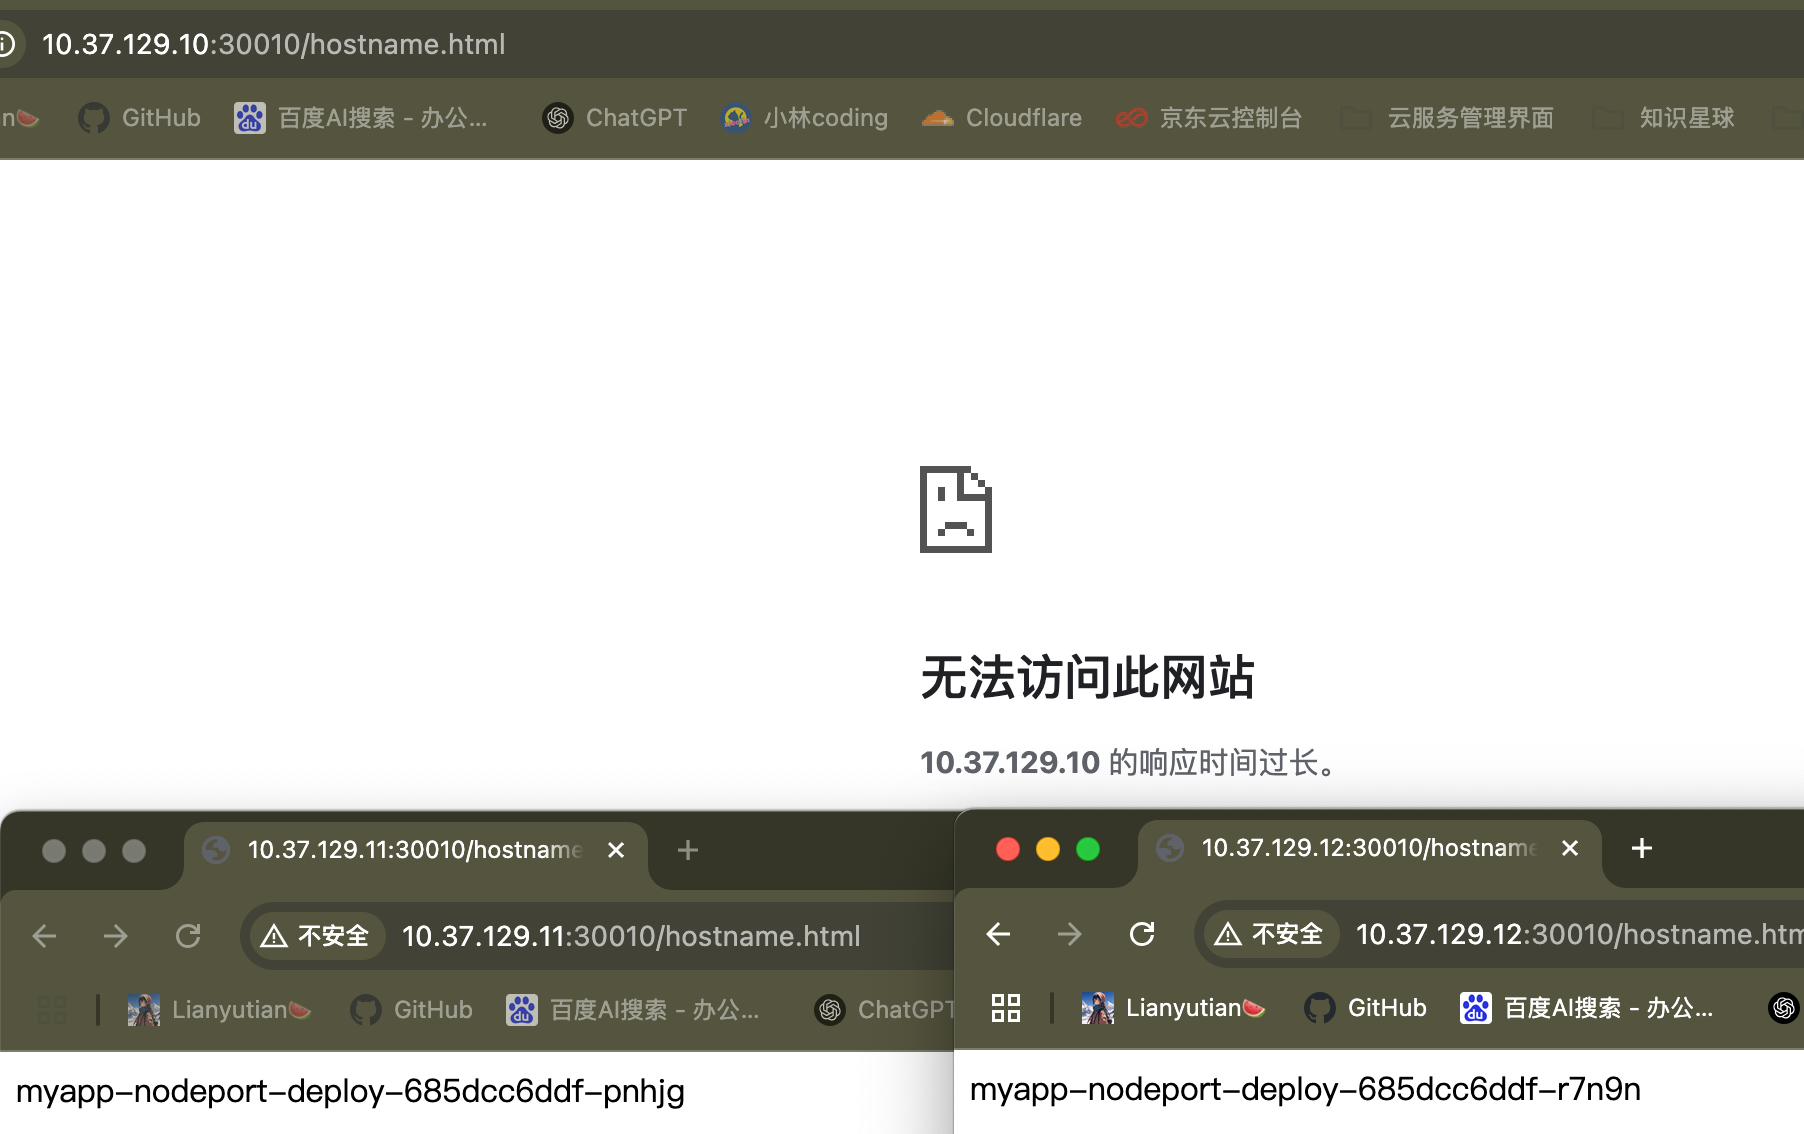 10.37.129.10:30010/hostname.html
n GitHub 百度AI搜索 - 办公... ChatGPT 小林coding Cloudflare 京东云控制台 云服务管理界面 知识星球
无法访问此网站
10.37.129.10 的响应时间过长。
10.37.129.11:30010/hostname
不安全 10.37.129.11:30010/hostname.html
Lianyutian GitHub 百度AI搜索 - 办公... ChatGPT
myapp-nodeport-deploy-685dcc6ddf-pnhjg
10.37.129.12:30010/hostname
不安全 10.37.129.12:30010/hostname.htm
Lianyutian GitHub 百度AI搜索 - 办公...
myapp-nodeport-deploy-685dcc6ddf-r7n9n